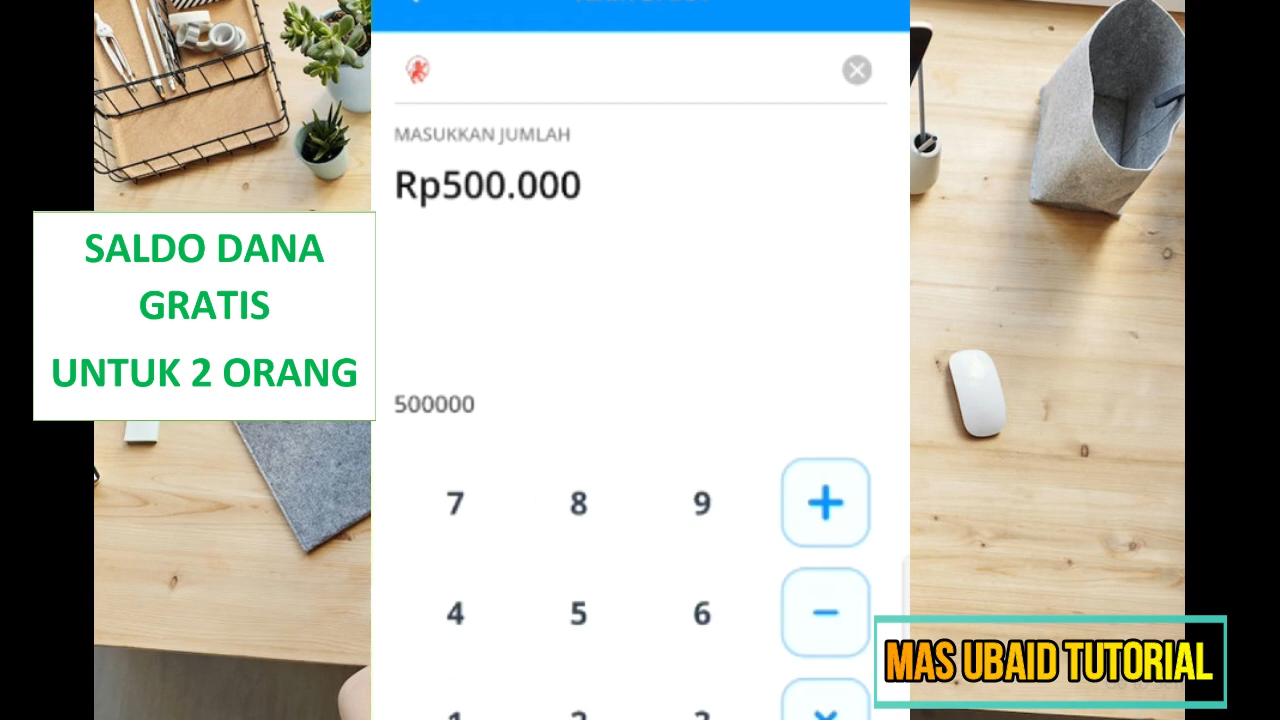 MASUKKAN JUMLAH
Rp500.000
SALDO DANA
GRATIS
UNTUK 2 ORANG
500000
7 8 9 +
4 5 6 −
MAS UBAID TUTORIAL